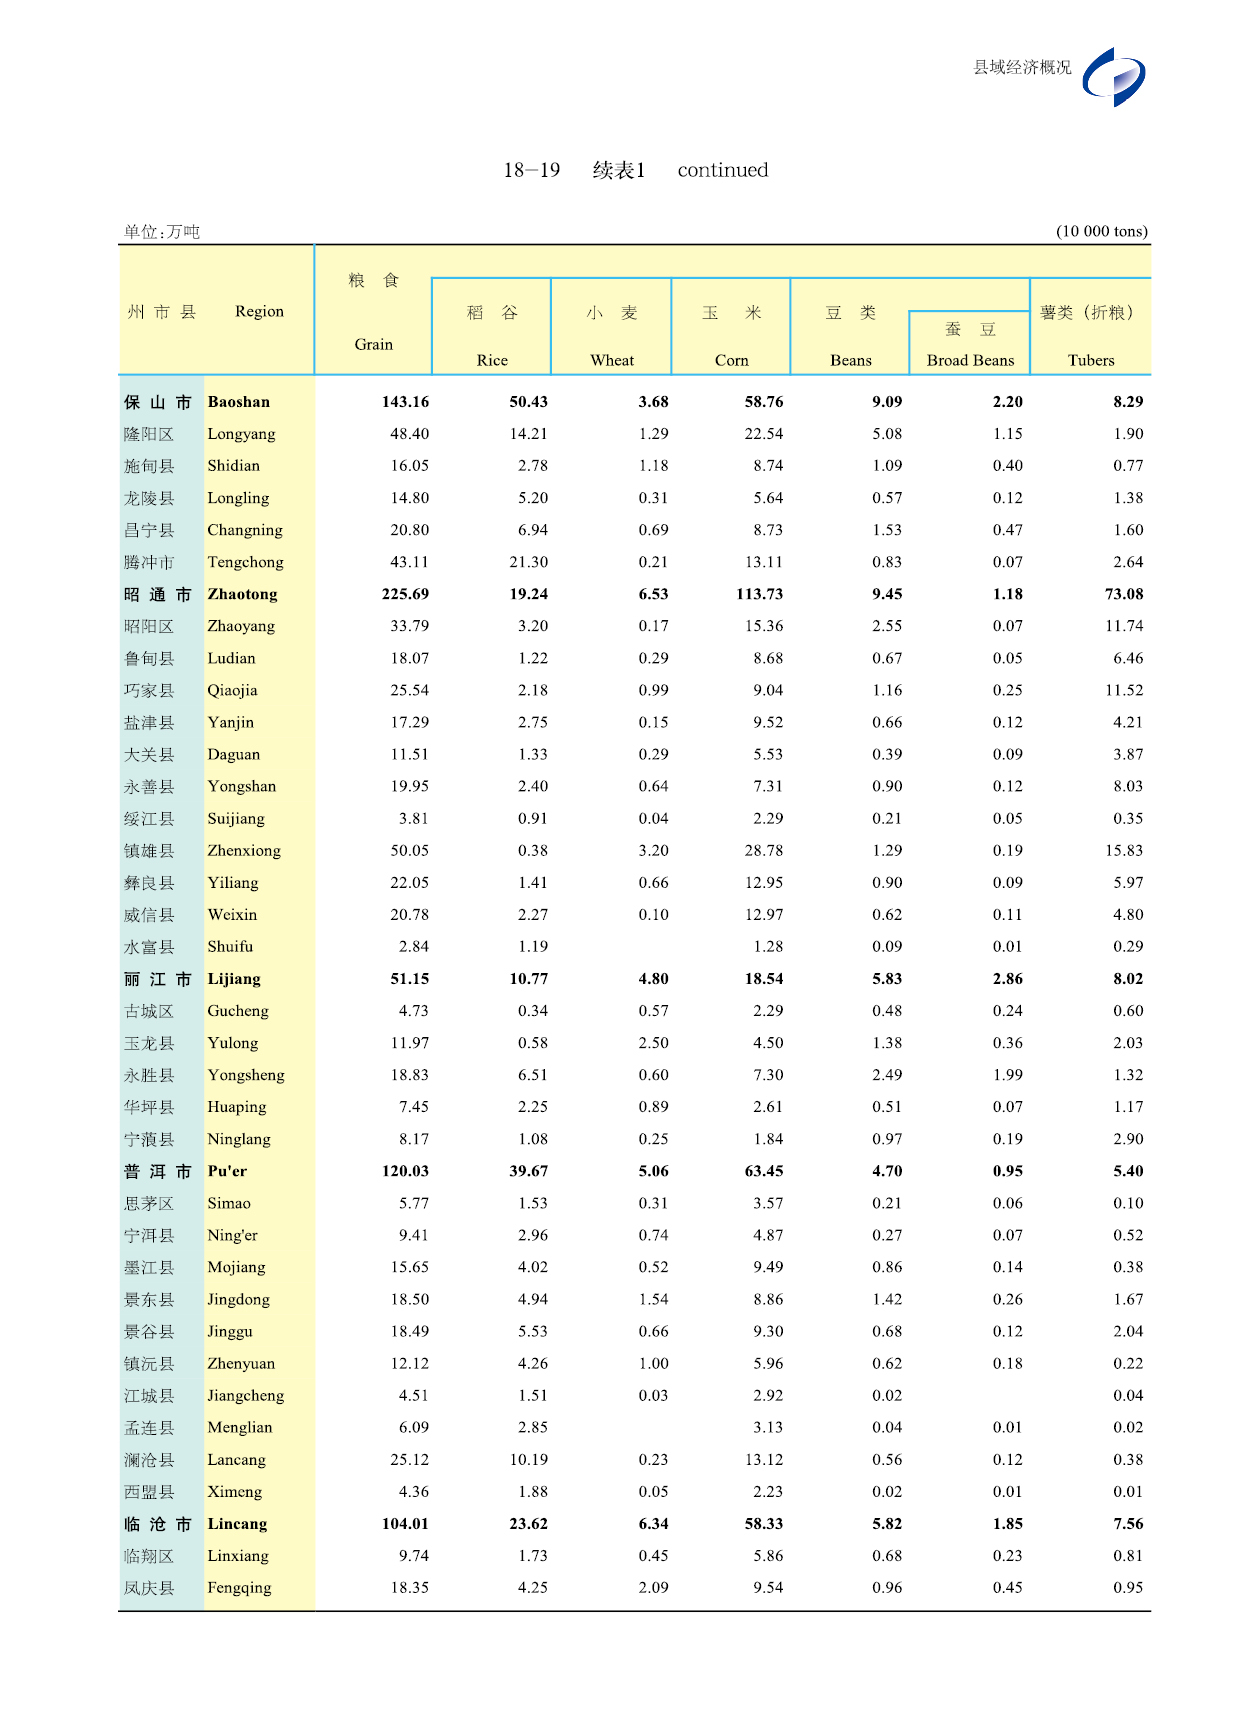 县域经济概况
18—19 续表1 continued
单位:万吨 (10 000 tons)
州 市 县 Region 粮 食 Grain 稻 谷 Rice 小 麦 Wheat 玉 米 Corn 豆 类 Beans 蚕 豆 Broad Beans 薯类（折粮） Tubers
保 山 市 Baoshan 143.16 50.43 3.68 58.76 9.09 2.20 8.29
隆阳区 Longyang 48.40 14.21 1.29 22.54 5.08 1.15 1.90
施甸县 Shidian 16.05 2.78 1.18 8.74 1.09 0.40 0.77
龙陵县 Longling 14.80 5.20 0.31 5.64 0.57 0.12 1.38
昌宁县 Changning 20.80 6.94 0.69 8.73 1.53 0.47 1.60
腾冲市 Tengchong 43.11 21.30 0.21 13.11 0.83 0.07 2.64
昭 通 市 Zhaotong 225.69 19.24 6.53 113.73 9.45 1.18 73.08
昭阳区 Zhaoyang 33.79 3.20 0.17 15.36 2.55 0.07 11.74
鲁甸县 Ludian 18.07 1.22 0.29 8.68 0.67 0.05 6.46
巧家县 Qiaojia 25.54 2.18 0.99 9.04 1.16 0.25 11.52
盐津县 Yanjin 17.29 2.75 0.15 9.52 0.66 0.12 4.21
大关县 Daguan 11.51 1.33 0.29 5.53 0.39 0.09 3.87
永善县 Yongshan 19.95 2.40 0.64 7.31 0.90 0.12 8.03
绥江县 Suijiang 3.81 0.91 0.04 2.29 0.21 0.05 0.35
镇雄县 Zhenxiong 50.05 0.38 3.20 28.78 1.29 0.19 15.83
彝良县 Yiliang 22.05 1.41 0.66 12.95 0.90 0.09 5.97
威信县 Weixin 20.78 2.27 0.10 12.97 0.62 0.11 4.80
水富县 Shuifu 2.84 1.19 1.28 0.09 0.01 0.29
丽 江 市 Lijiang 51.15 10.77 4.80 18.54 5.83 2.86 8.02
古城区 Gucheng 4.73 0.34 0.57 2.29 0.48 0.24 0.60
玉龙县 Yulong 11.97 0.58 2.50 4.50 1.38 0.36 2.03
永胜县 Yongsheng 18.83 6.51 0.60 7.30 2.49 1.99 1.32
华坪县 Huaping 7.45 2.25 0.89 2.61 0.51 0.07 1.17
宁蒗县 Ninglang 8.17 1.08 0.25 1.84 0.97 0.19 2.90
普 洱 市 Pu'er 120.03 39.67 5.06 63.45 4.70 0.95 5.40
思茅区 Simao 5.77 1.53 0.31 3.57 0.21 0.06 0.10
宁洱县 Ning'er 9.41 2.96 0.74 4.87 0.27 0.07 0.52
墨江县 Mojiang 15.65 4.02 0.52 9.49 0.86 0.14 0.38
景东县 Jingdong 18.50 4.94 1.54 8.86 1.42 0.26 1.67
景谷县 Jinggu 18.49 5.53 0.66 9.30 0.68 0.12 2.04
镇沅县 Zhenyuan 12.12 4.26 1.00 5.96 0.62 0.18 0.22
江城县 Jiangcheng 4.51 1.51 0.03 2.92 0.02 0.04
孟连县 Menglian 6.09 2.85 3.13 0.04 0.01 0.02
澜沧县 Lancang 25.12 10.19 0.23 13.12 0.56 0.12 0.38
西盟县 Ximeng 4.36 1.88 0.05 2.23 0.02 0.01 0.01
临 沧 市 Lincang 104.01 23.62 6.34 58.33 5.82 1.85 7.56
临翔区 Linxiang 9.74 1.73 0.45 5.86 0.68 0.23 0.81
凤庆县 Fengqing 18.35 4.25 2.09 9.54 0.96 0.45 0.95